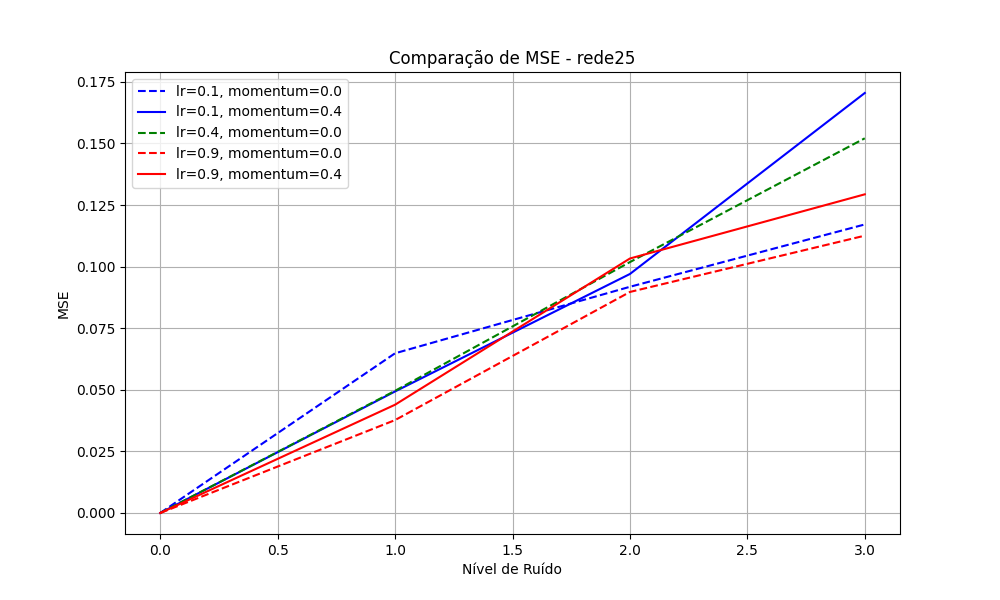 Comparação de MSE - rede25
lr=0.1, momentum=0.0
lr=0.1, momentum=0.4
lr=0.4, momentum=0.0
lr=0.9, momentum=0.0
lr=0.9, momentum=0.4
MSE
0.175
0.150
0.125
0.100
0.075
0.050
0.025
0.000
0.0 0.5 1.0 1.5 2.0 2.5 3.0
Nível de Ruído